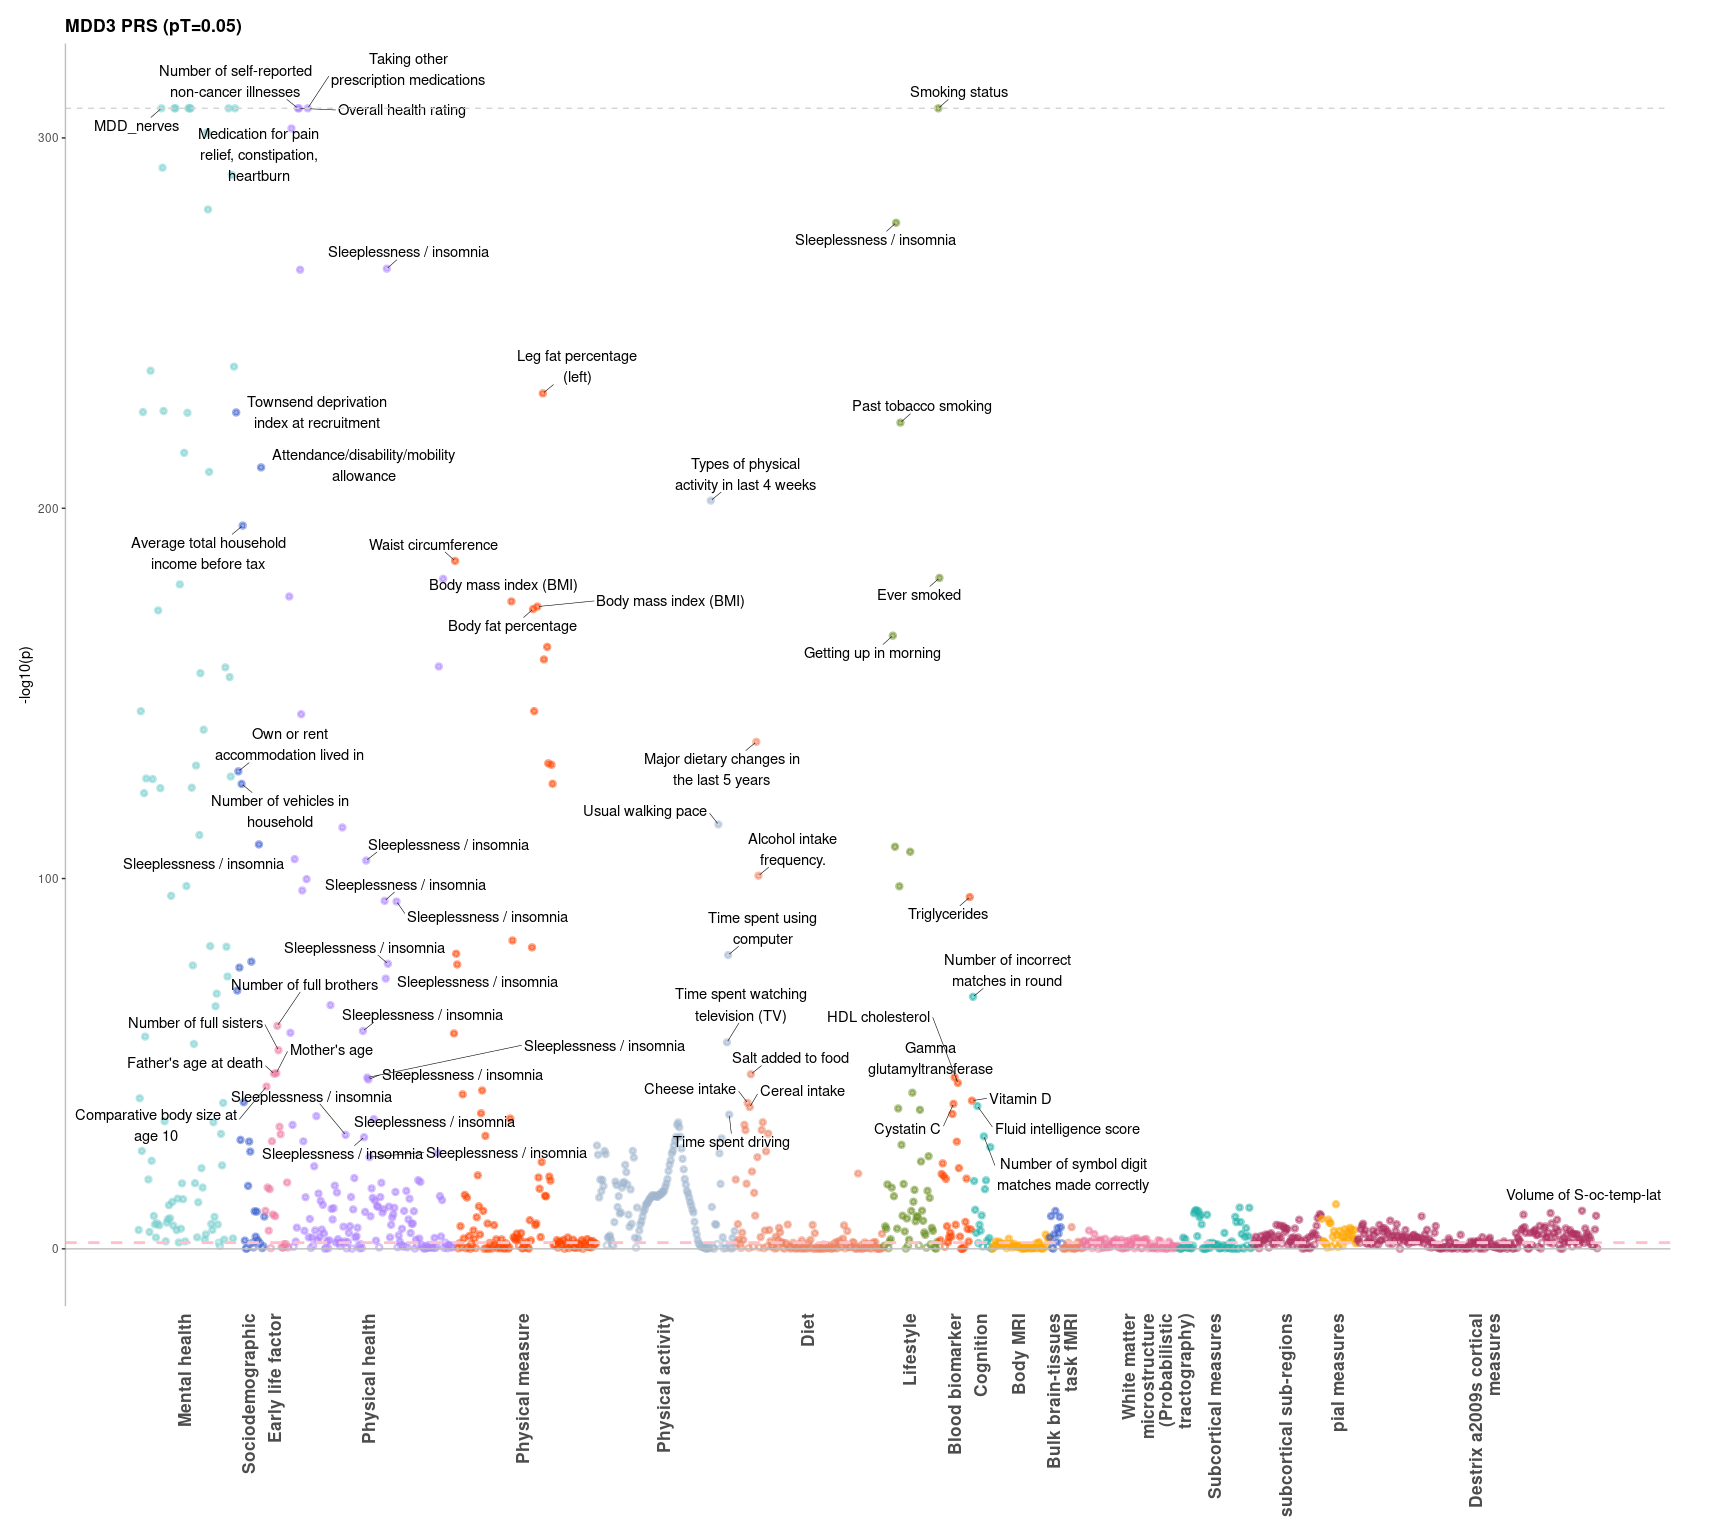 MDD3 PRS (pT=0.05)
Taking other
prescription medications
Number of self-reported
non-cancer illnesses
Overall health rating
Smoking status
MDD_nerves
Medication for pain
relief, constipation,
heartburn
300
Sleeplessness / insomnia
Sleeplessness / insomnia
Leg fat percentage
(left)
Townsend deprivation
index at recruitment
Past tobacco smoking
Attendance/disability/mobility
allowance
Types of physical
activity in last 4 weeks
200
Average total household
income before tax
Waist circumference
Body mass index (BMI)
Body mass index (BMI)
Body fat percentage
Ever smoked
Getting up in morning
-log10(p)
Own or rent
accommodation lived in
Major dietary changes in
the last 5 years
Number of vehicles in
household
Usual walking pace
Sleeplessness / insomnia
Sleeplessness / insomnia
Alcohol intake
frequency.
100
Sleeplessness / insomnia
Sleeplessness / insomnia
Triglycerides
Time spent using
computer
Sleeplessness / insomnia
Number of incorrect
matches in round
Number of full brothers
Sleeplessness / insomnia
Time spent watching
television (TV)
Number of full sisters
Sleeplessness / insomnia
HDL cholesterol
Mother's age
Sleeplessness / insomnia
Gamma
glutamyltransferase
Father's age at death
Salt added to food
Sleeplessness / insomnia
Sleeplessness / insomnia
Cheese intake
Cereal intake
Vitamin D
Comparative body size at
age 10
Sleeplessness / insomnia
Cystatin C
Fluid intelligence score
Time spent driving
Sleeplessness / insomnia
Sleeplessness / insomnia
Number of symbol digit
matches made correctly
Volume of S-oc-temp-lat
0
Mental health
Sociodemographic
Early life factor
Physical health
Physical measure
Physical activity
Diet
Lifestyle
Blood biomarker
Cognition
Body MRI
Bulk brain-tissues
task fMRI
White matter
microstructure
(Probabilistic
tractography)
Subcortical measures
subcortical sub-regions
pial measures
Destrix a2009s cortical
measures